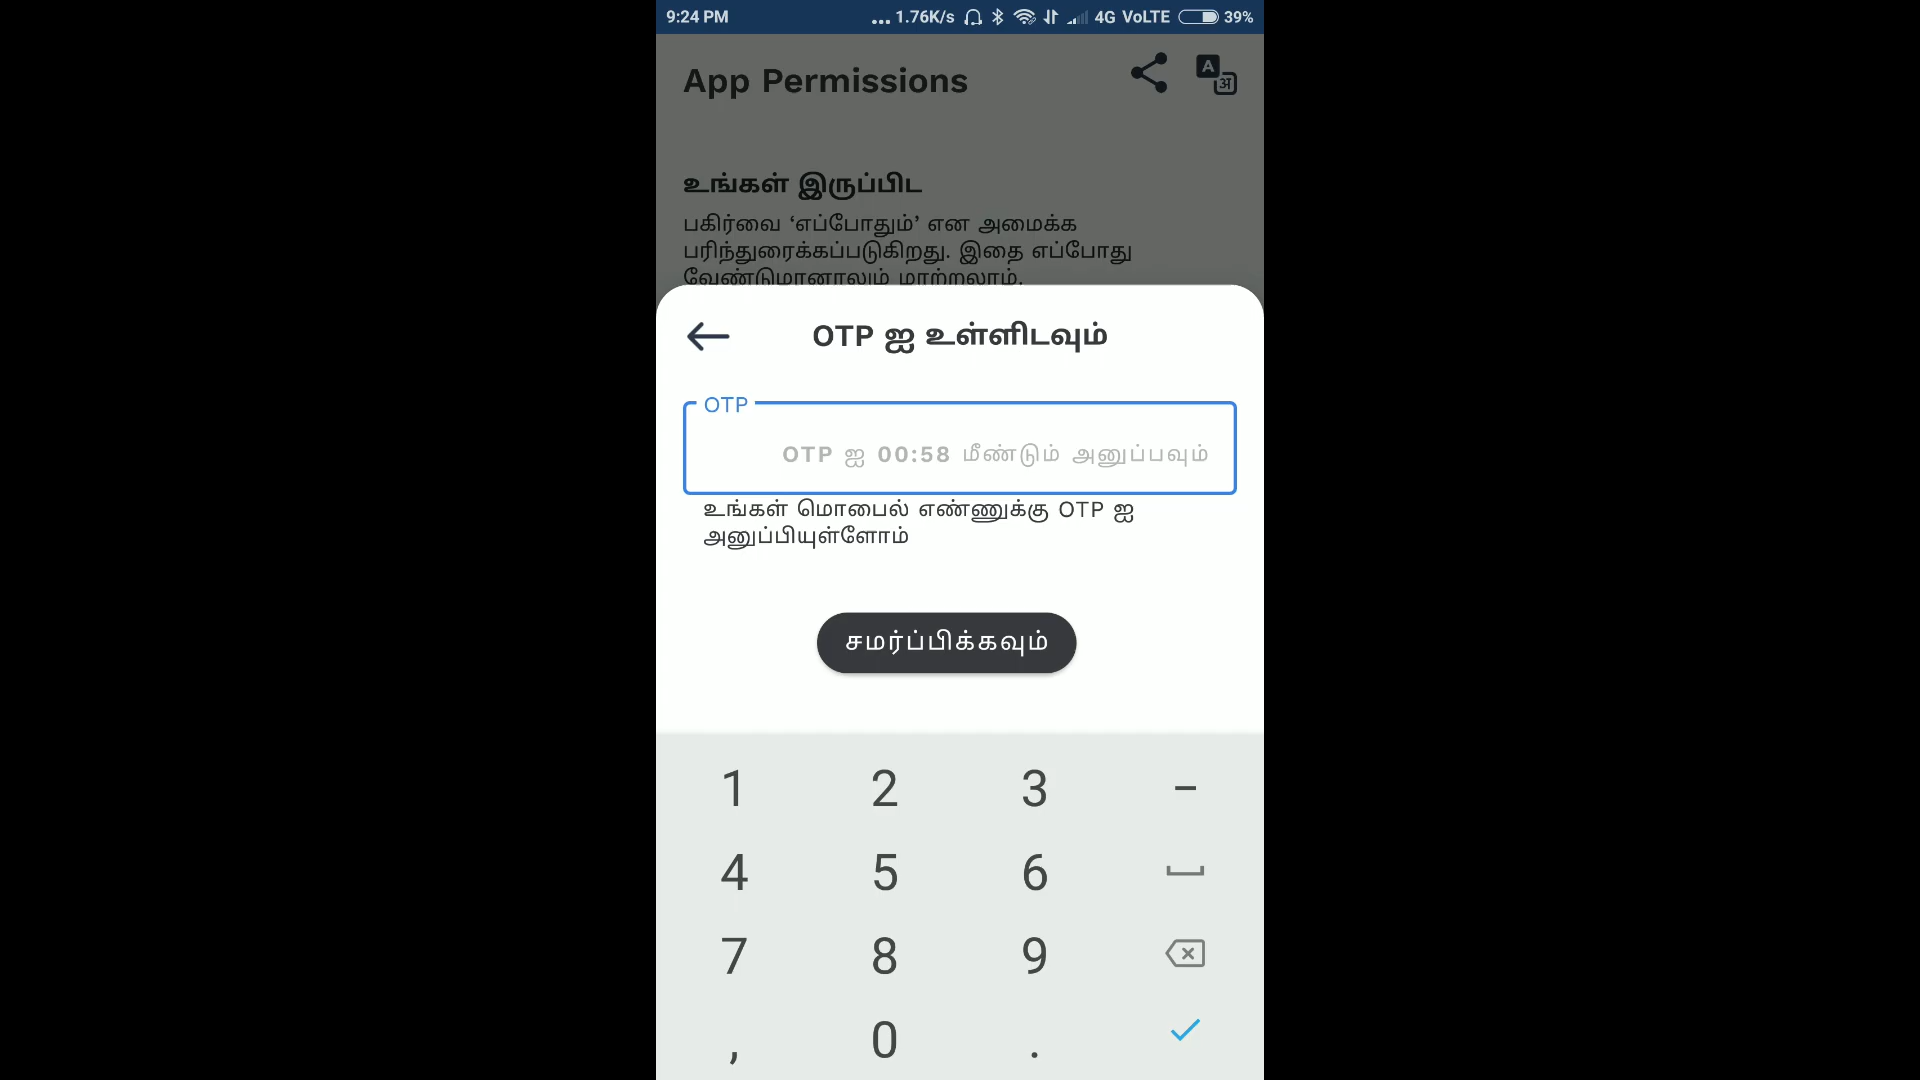 9:24 PM ... 1.76K/s 4G VoLTE 39%
App Permissions
A अ
உங்கள் இருப்பிட
பகிர்வை ‘எப்போதும்’ என அமைக்க
பரிந்துரைக்கப்படுகிறது. இதை எப்போது
வேண்டுமானாலும் மாற்றலாம்.
OTP ஐ உள்ளிடவும்
OTP
OTP ஐ 00:58 மீண்டும் அனுப்பவும்
உங்கள் மொபைல் எண்ணுக்கு OTP ஐ
அனுப்பியுள்ளோம்
சமர்ப்பிக்கவும்
1 2 3 –
4 5 6
7 8 9
, 0 .